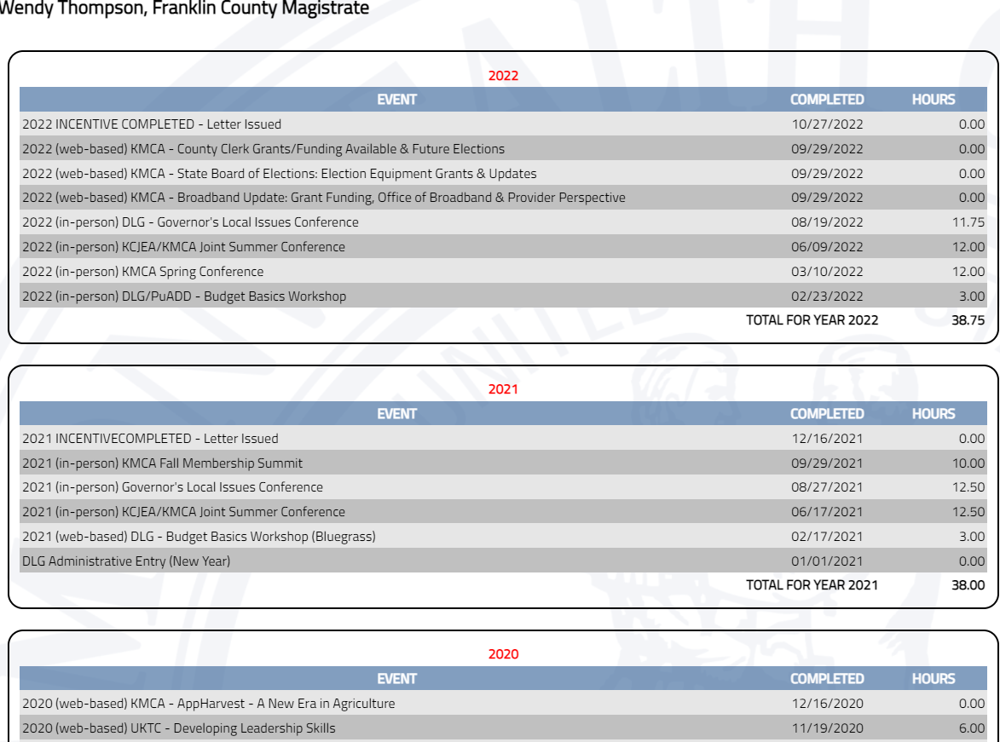 Wendy Thompson, Franklin County Magistrate
2022
EVENT COMPLETED HOURS
2022 INCENTIVE COMPLETED - Letter Issued 10/27/2022 0.00
2022 (web-based) KMCA - County Clerk Grants/Funding Available & Future Elections 09/29/2022 0.00
2022 (web-based) KMCA - State Board of Elections: Election Equipment Grants & Updates 09/29/2022 0.00
2022 (web-based) KMCA - Broadband Update: Grant Funding, Office of Broadband & Provider Perspective 09/29/2022 0.00
2022 (in-person) DLG - Governor's Local Issues Conference 08/19/2022 11.75
2022 (in-person) KCJEA/KMCA Joint Summer Conference 06/09/2022 12.00
2022 (in-person) KMCA Spring Conference 03/10/2022 12.00
2022 (in-person) DLG/PuADD - Budget Basics Workshop 02/23/2022 3.00
TOTAL FOR YEAR 2022 38.75
2021
EVENT COMPLETED HOURS
2021 INCENTIVECOMPLETED - Letter Issued 12/16/2021 0.00
2021 (in-person) KMCA Fall Membership Summit 09/29/2021 10.00
2021 (in-person) Governor's Local Issues Conference 08/27/2021 12.50
2021 (in-person) KCJEA/KMCA Joint Summer Conference 06/17/2021 12.50
2021 (web-based) DLG - Budget Basics Workshop (Bluegrass) 02/17/2021 3.00
DLG Administrative Entry (New Year) 01/01/2021 0.00
TOTAL FOR YEAR 2021 38.00
2020
EVENT COMPLETED HOURS
2020 (web-based) KMCA - AppHarvest - A New Era in Agriculture 12/16/2020 0.00
2020 (web-based) UKTC - Developing Leadership Skills 11/19/2020 6.00
UNITED